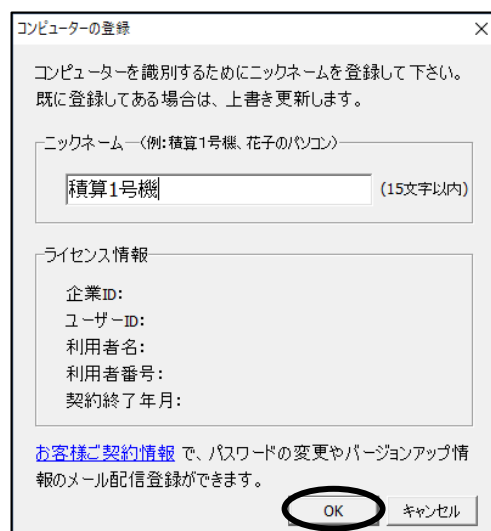 コンピューターの登録
コンピューターを識別するためにニックネームを登録して下さい。
既に登録してある場合は、上書き更新します。
ニックネーム―(例:積算1号機、花子のパソコン)
積算1号機
(15文字以内)
ライセンス情報
企業ID:
ユーザーID:
利用者名:
利用者番号:
契約終了年月:
お客様ご契約情報 で、パスワードの変更やバージョンアップ情
報のメール配信登録ができます。
OK
キャンセル